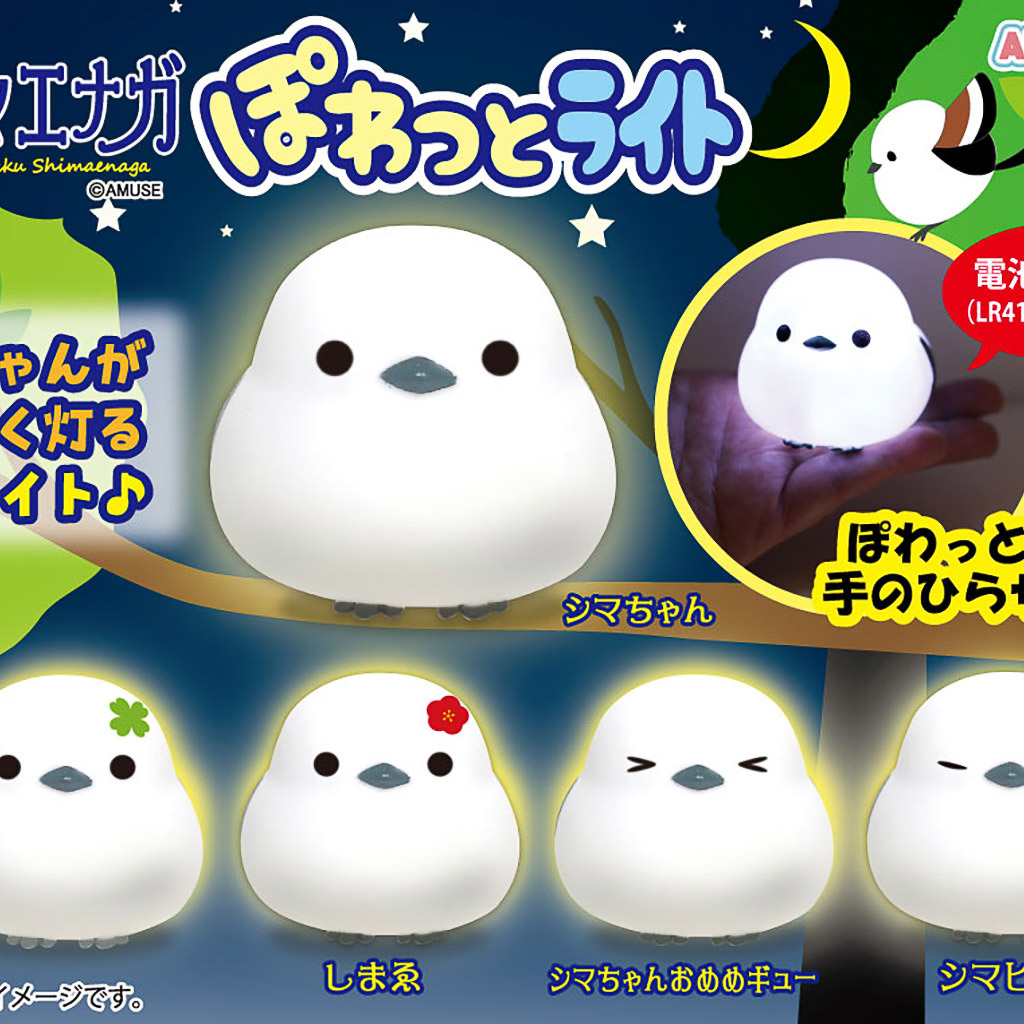 マエナガ
ku Shimaenaga
©AMUSE
ぽわっとライト
A
電池
(LR41
ゃんが
く灯る
イト♪
ぽわっと
手のひらサ
シマちゃん
しまゑ
シマちゃんおめめギュー
シマピ
イメージです。